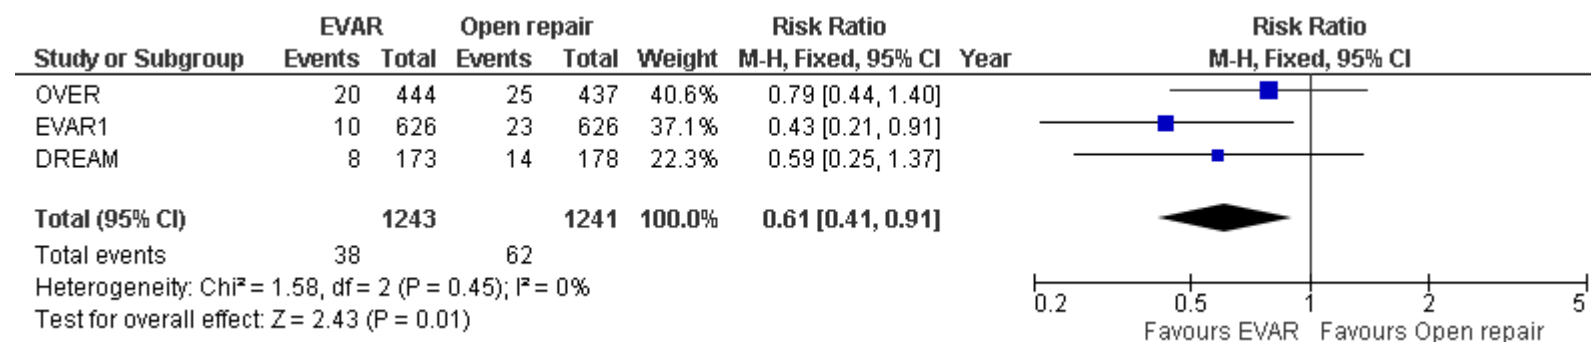 EVAR Open repair Risk Ratio Risk Ratio
Study or Subgroup Events Total Events Total Weight M-H, Fixed, 95% CI Year M-H, Fixed, 95% CI
OVER 20 444 25 437 40.6% 0.79 [0.44, 1.40]
EVAR1 10 626 23 626 37.1% 0.43 [0.21, 0.91]
DREAM 8 173 14 178 22.3% 0.59 [0.25, 1.37]
Total (95% CI) 1243 1241 100.0% 0.61 [0.41, 0.91]
Total events 38 62
Heterogeneity: Chi² = 1.58, df = 2 (P = 0.45); I² = 0%
Test for overall effect: Z = 2.43 (P = 0.01)
0.2 0.5 1 2 5
Favours EVAR Favours Open repair